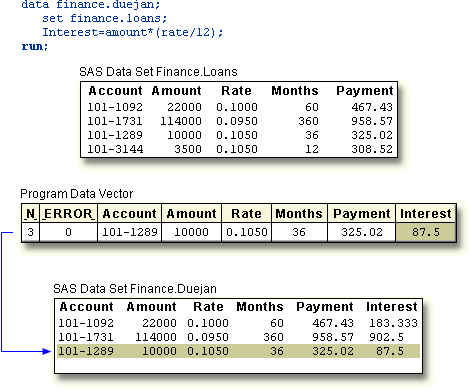 data finance.duejan;
set finance.loans;
Interest=amount*(rate/12);
run;
SAS Data Set Finance.Loans
Account Amount Rate Months Payment
101-1092 22000 0.1000 60 467.43
101-1731 114000 0.0950 360 958.57
101-1289 10000 0.1050 36 325.02
101-3144 3500 0.1050 12 308.52
Program Data Vector
_N_ _ERROR_ Account Amount Rate Months Payment Interest
3 0 101-1289 10000 0.1050 36 325.02 87.5
SAS Data Set Finance.Duejan
Account Amount Rate Months Payment Interest
101-1092 22000 0.1000 60 467.43 183.333
101-1731 114000 0.0950 360 958.57 902.5
101-1289 10000 0.1050 36 325.02 87.5